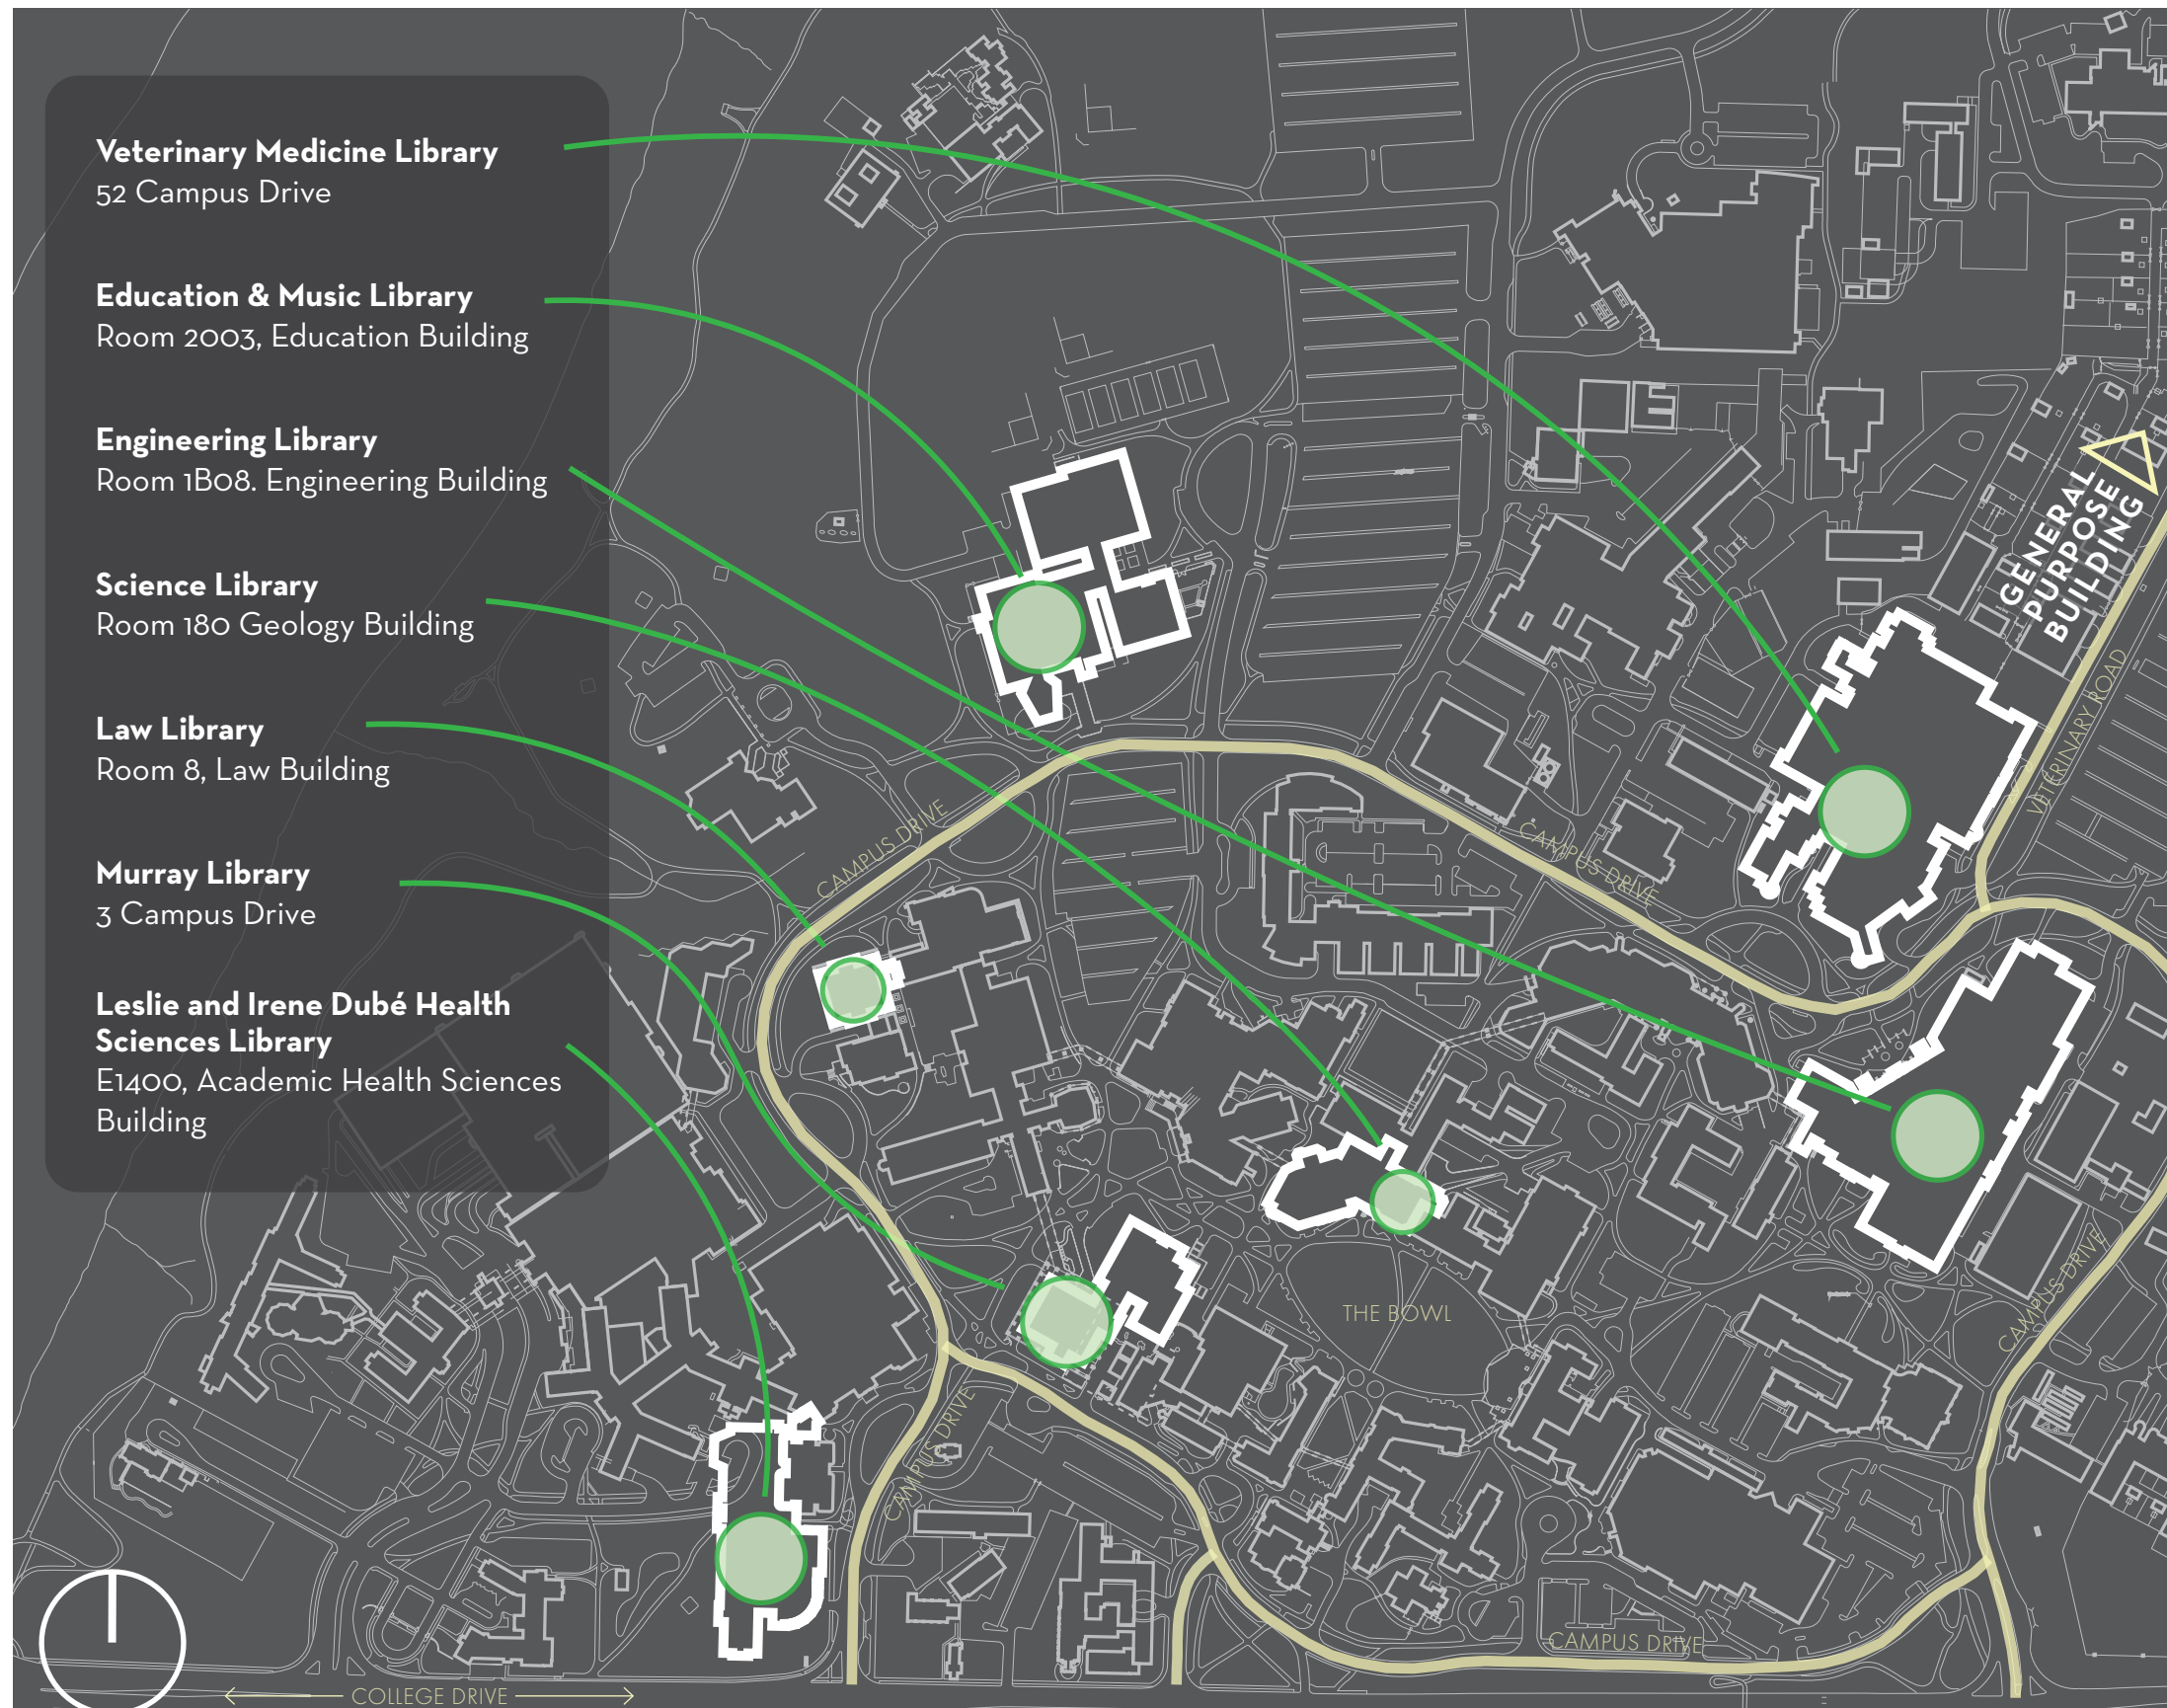 Veterinary Medicine Library
52 Campus Drive
Education & Music Library
Room 2003, Education Building
Engineering Library
Room 1B08. Engineering Building
Science Library
Room 180 Geology Building
Law Library
Room 8, Law Building
Murray Library
3 Campus Drive
Leslie and Irene Dubé Health
Sciences Library
E1400, Academic Health Sciences
Building
GENERAL
PURPOSE
BUILDING
VETERINARY ROAD
CAMPUS DRIVE
CAMPUS DRIVE
CAMPUS DRIVE
THE BOWL
CAMPUS DRIVE
CAMPUS DRIVE
COLLEGE DRIVE